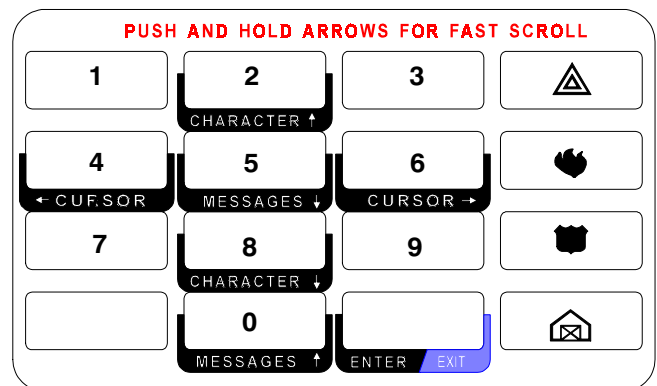 PUSH AND HOLD ARROWS FOR FAST SCROLL
1 2 3
CHARACTER ↑
4 5 6
← CURSOR MESSAGES ↓ CURSOR →
7 8 9
CHARACTER ↓
0
MESSAGES ↑ ENTER EXIT